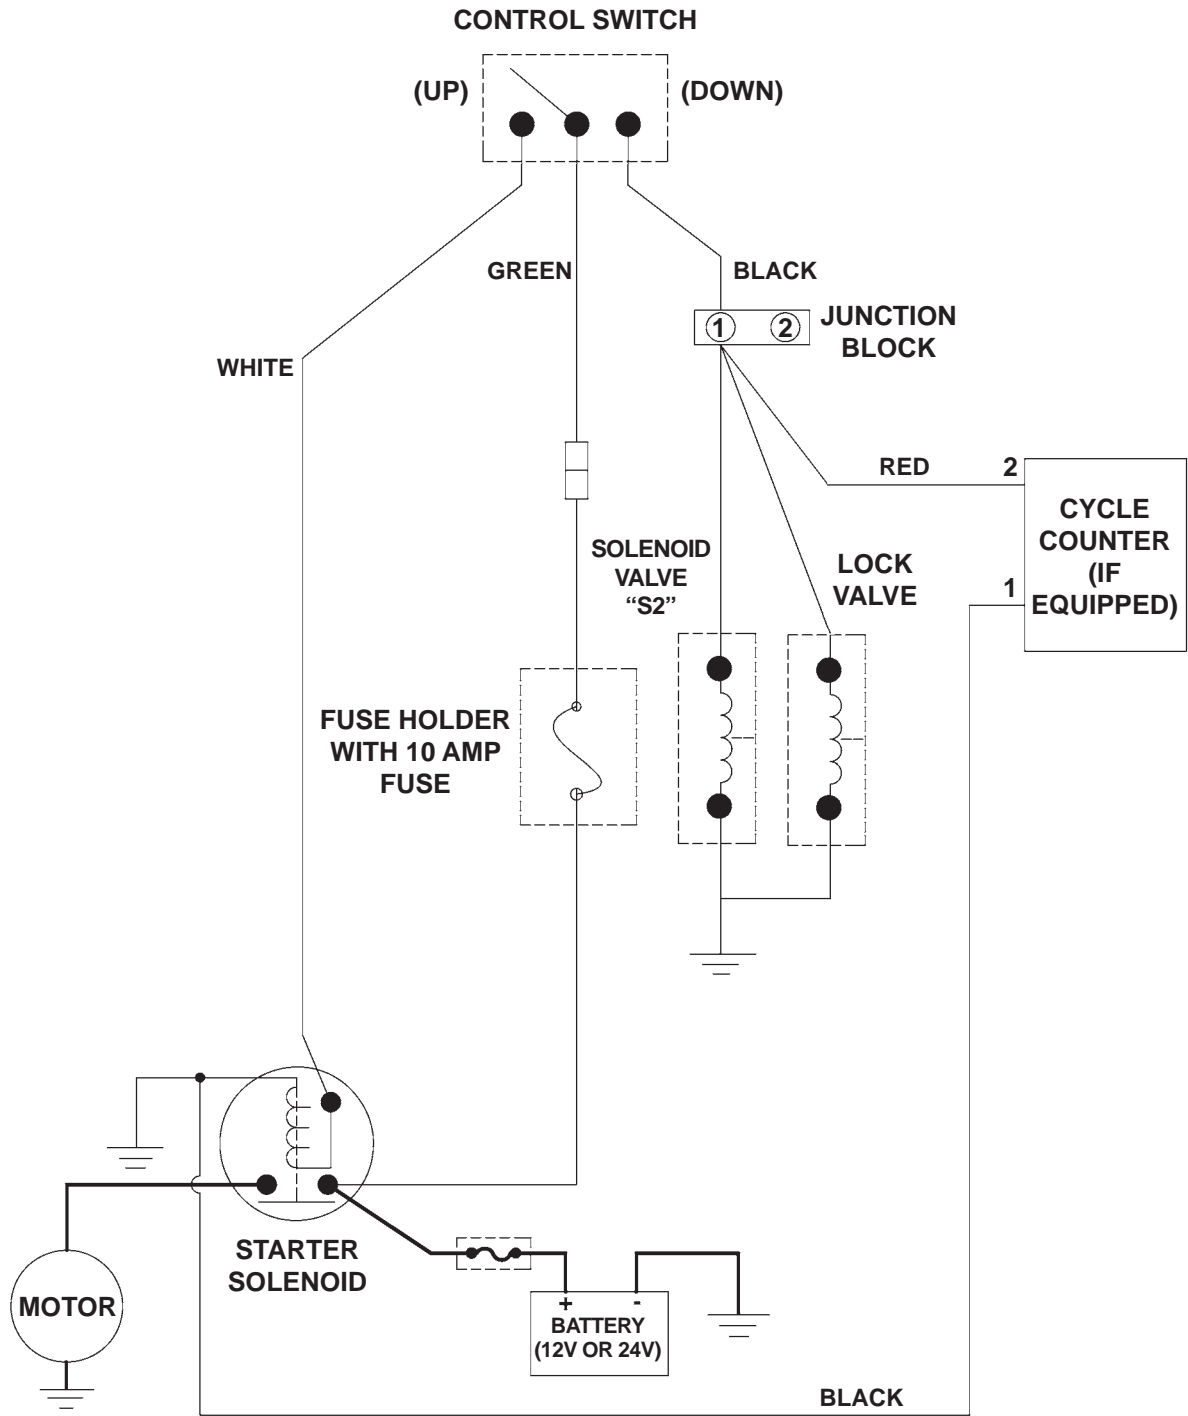 CONTROL SWITCH
(UP)
(DOWN)
GREEN
BLACK
1
2
JUNCTION
BLOCK
WHITE
RED
2
CYCLE
COUNTER
(IF
EQUIPPED)
1
SOLENOID
VALVE
“S2”
LOCK
VALVE
FUSE HOLDER
WITH 10 AMP
FUSE
STARTER
SOLENOID
MOTOR
+
-
BATTERY
(12V OR 24V)
BLACK